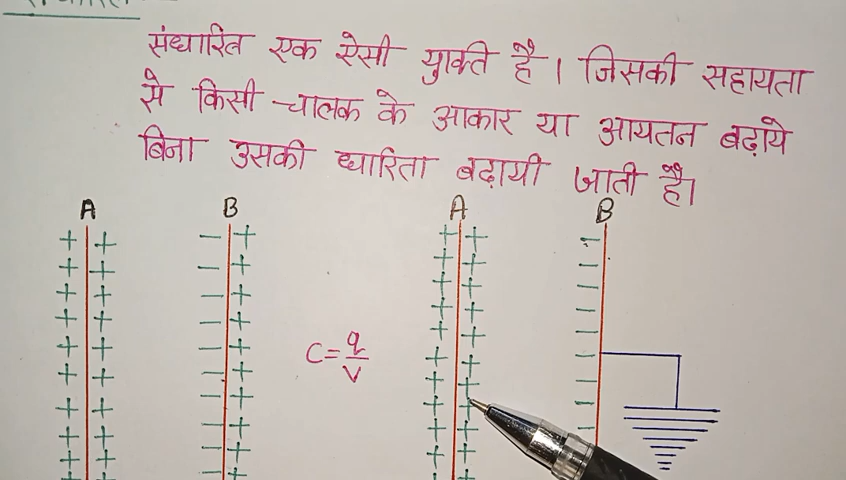 संधारित्र एक ऐसी युक्ति है। जिसकी सहायता
से किसी चालक के आकार या आयतन बढ़ाये
बिना उसकी धारिता बढ़ायी जाती है।
A B A B
C = q/V